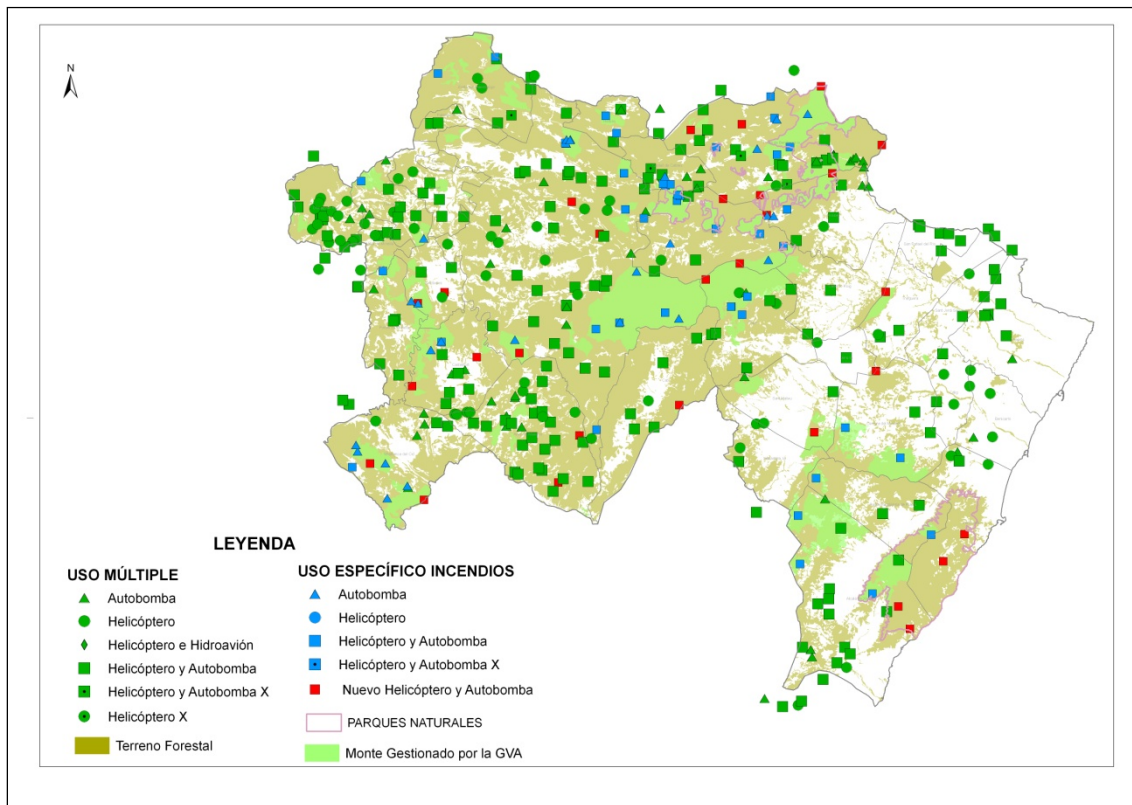 N
LEYENDA
USO MÚLTIPLE
Autobomba
Helicóptero
Helicóptero e Hidroavión
Helicóptero y Autobomba
Helicóptero y Autobomba X
Helicóptero X
Terreno Forestal
USO ESPECÍFICO INCENDIOS
Autobomba
Helicóptero
Helicóptero y Autobomba
Helicóptero y Autobomba X
Nuevo Helicóptero y Autobomba
PARQUES NATURALES
Monte Gestionado por la GVA